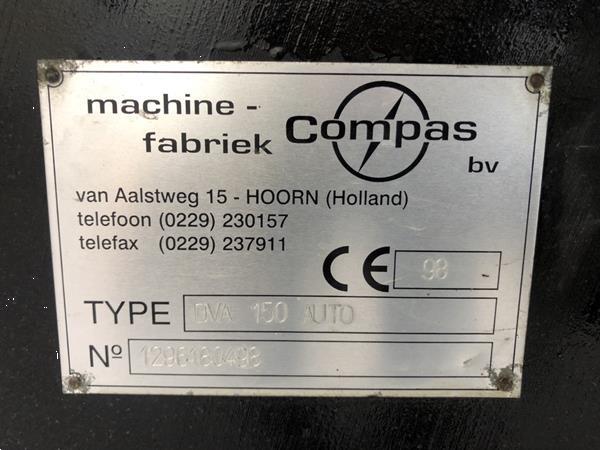 machine -
fabriek Compas
bv
van Aalstweg 15 - HOORN (Holland)
telefoon (0229) 230157
telefax (0229) 237911
CE 98
TYPE DVA 150 AUTO
Nº 1296180498